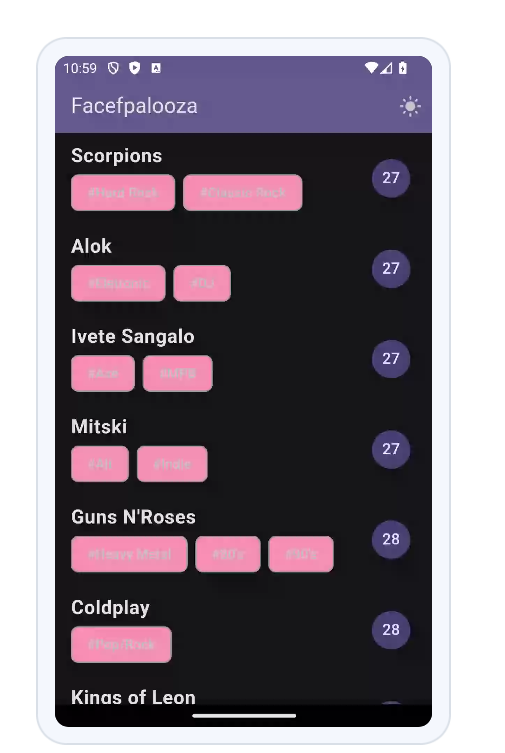 10:59
Facefpalooza
Scorpions
#Hard Rock #Classic Rock
27
Alok
#DJ
27
Ivete Sangalo
#Axe #MPB
27
Mitski
#Alt #Indie
27
Guns N'Roses
#Heavy Metal #80's #90's
28
Coldplay
#Pop/Rock
28
Kings of Leon